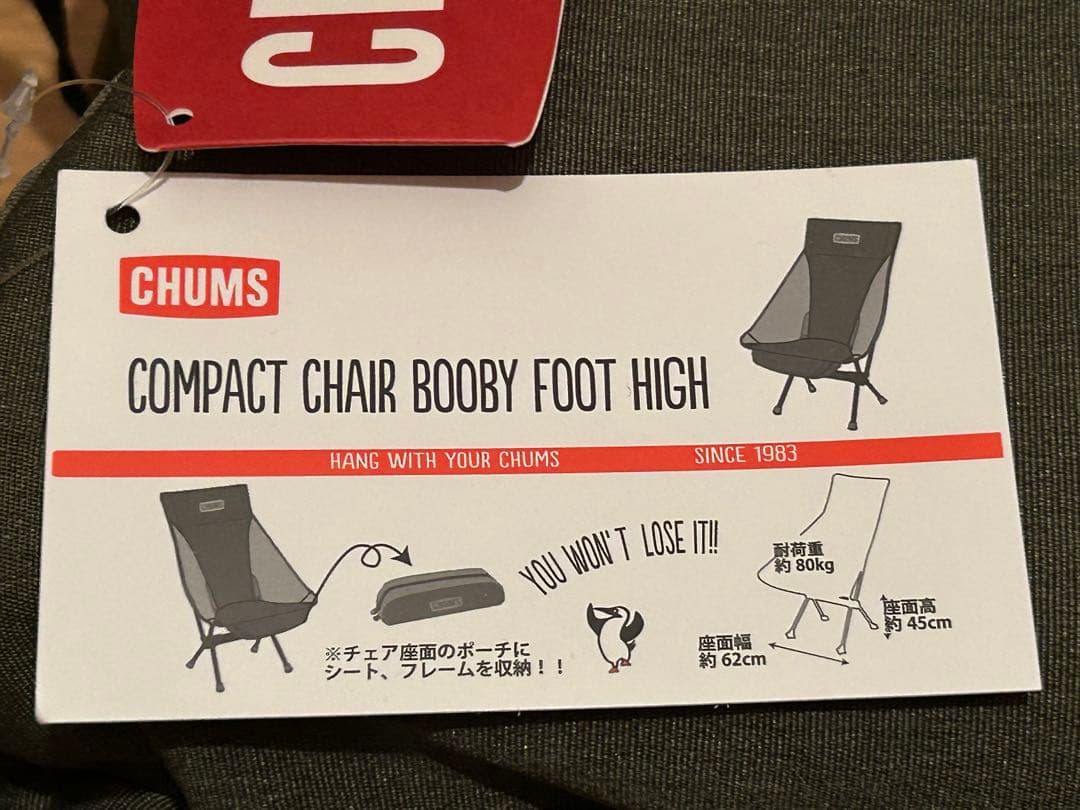 CHUMS
COMPACT CHAIR BOOBY FOOT HIGH
HANG WITH YOUR CHUMS SINCE 1983
YOU WON'T LOSE IT!!
※チェア座面のポーチに
シート、フレームを収納！！
耐荷重
約 80kg
座面高
約 45cm
座面幅
約 62cm